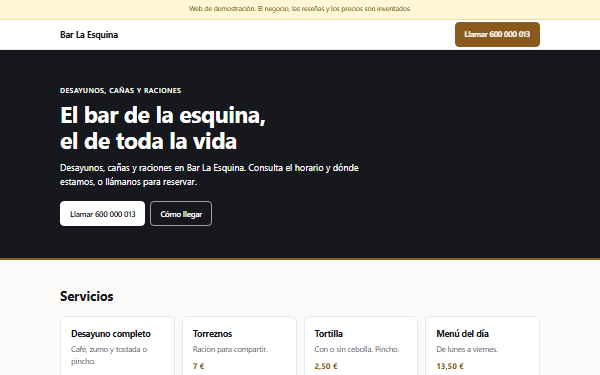 Web de demostración. El negocio, las reseñas y los precios son inventados.
Bar La Esquina
Llamar 600 000 013
DESAYUNOS, CAÑAS Y RACIONES
El bar de la esquina,
el de toda la vida
Desayunos, cañas y raciones en Bar La Esquina. Consulta el horario y dónde
estamos, o llámanos para reservar.
Llamar 600 000 013
Cómo llegar
Servicios
Desayuno completo
Café, zumo y tostada o
pincho.
Torreznos
Ración para compartir.
7 €
Tortilla
Con o sin cebolla. Pincho.
2,50 €
Menú del día
De lunes a viernes.
13,50 €